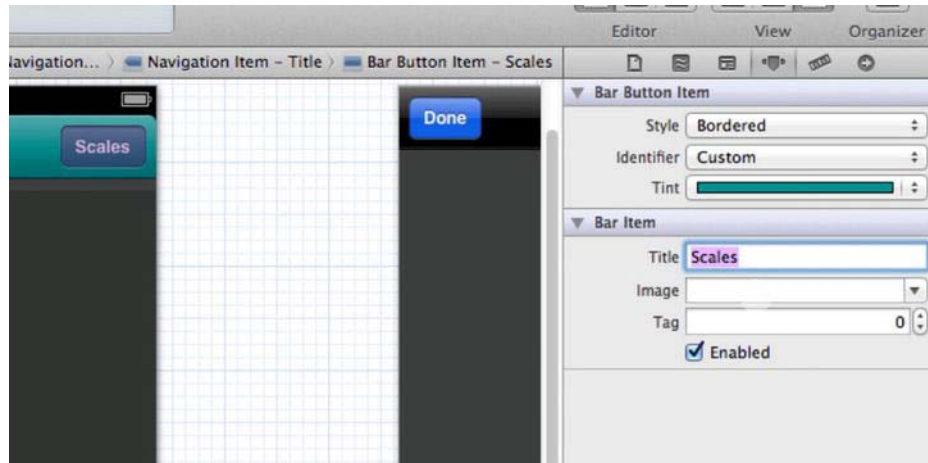 Editor View Organizer
Navigation... Navigation Item – Title Bar Button Item – Scales
Bar Button Item
Done
Style Bordered
Scales
Identifier Custom
Tint
Bar Item
Title Scales
Image
Tag 0
Enabled